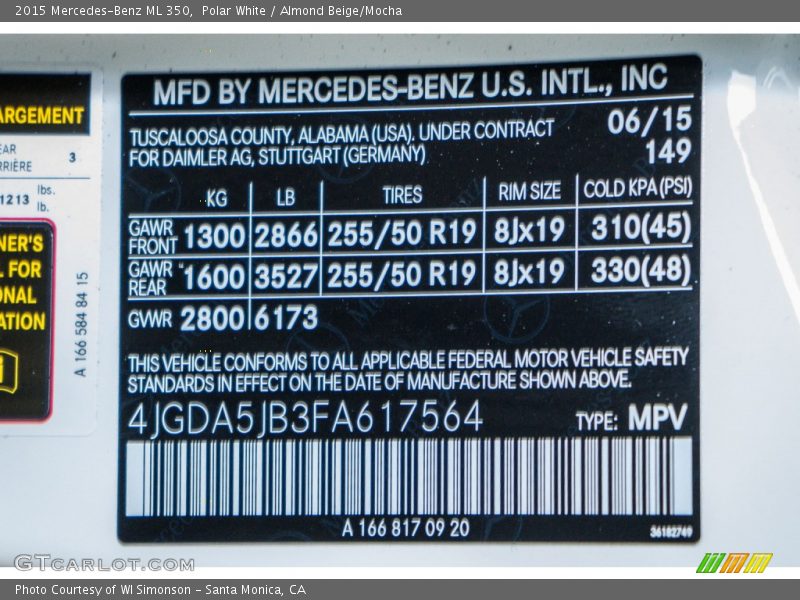 2015 Mercedes-Benz ML 350,  Polar White / Almond Beige/Mocha
ARGEMENT
EAR
RRIÈRE
3
1213
lbs.
lb.
NER'S
L FOR
ONAL
ATION
A 166 584 84 15
MFD BY MERCEDES-BENZ U.S. INTL., INC
TUSCALOOSA COUNTY, ALABAMA (USA). UNDER CONTRACT
FOR DAIMLER AG, STUTTGART (GERMANY)
06/15
149
KG LB TIRES RIM SIZE COLD KPA (PSI)
GAWR FRONT 1300 2866 255/50 R19 8Jx19 310(45)
GAWR REAR 1600 3527 255/50 R19 8Jx19 330(48)
GVWR 2800 6173
THIS VEHICLE CONFORMS TO ALL APPLICABLE FEDERAL MOTOR VEHICLE SAFETY
STANDARDS IN EFFECT ON THE DATE OF MANUFACTURE SHOWN ABOVE.
4JGDA5JB3FA617564 TYPE: MPV
A 166 817 09 20
36182749
GTCARLOT.COM
Photo Courtesy of WI Simonson - Santa Monica, CA